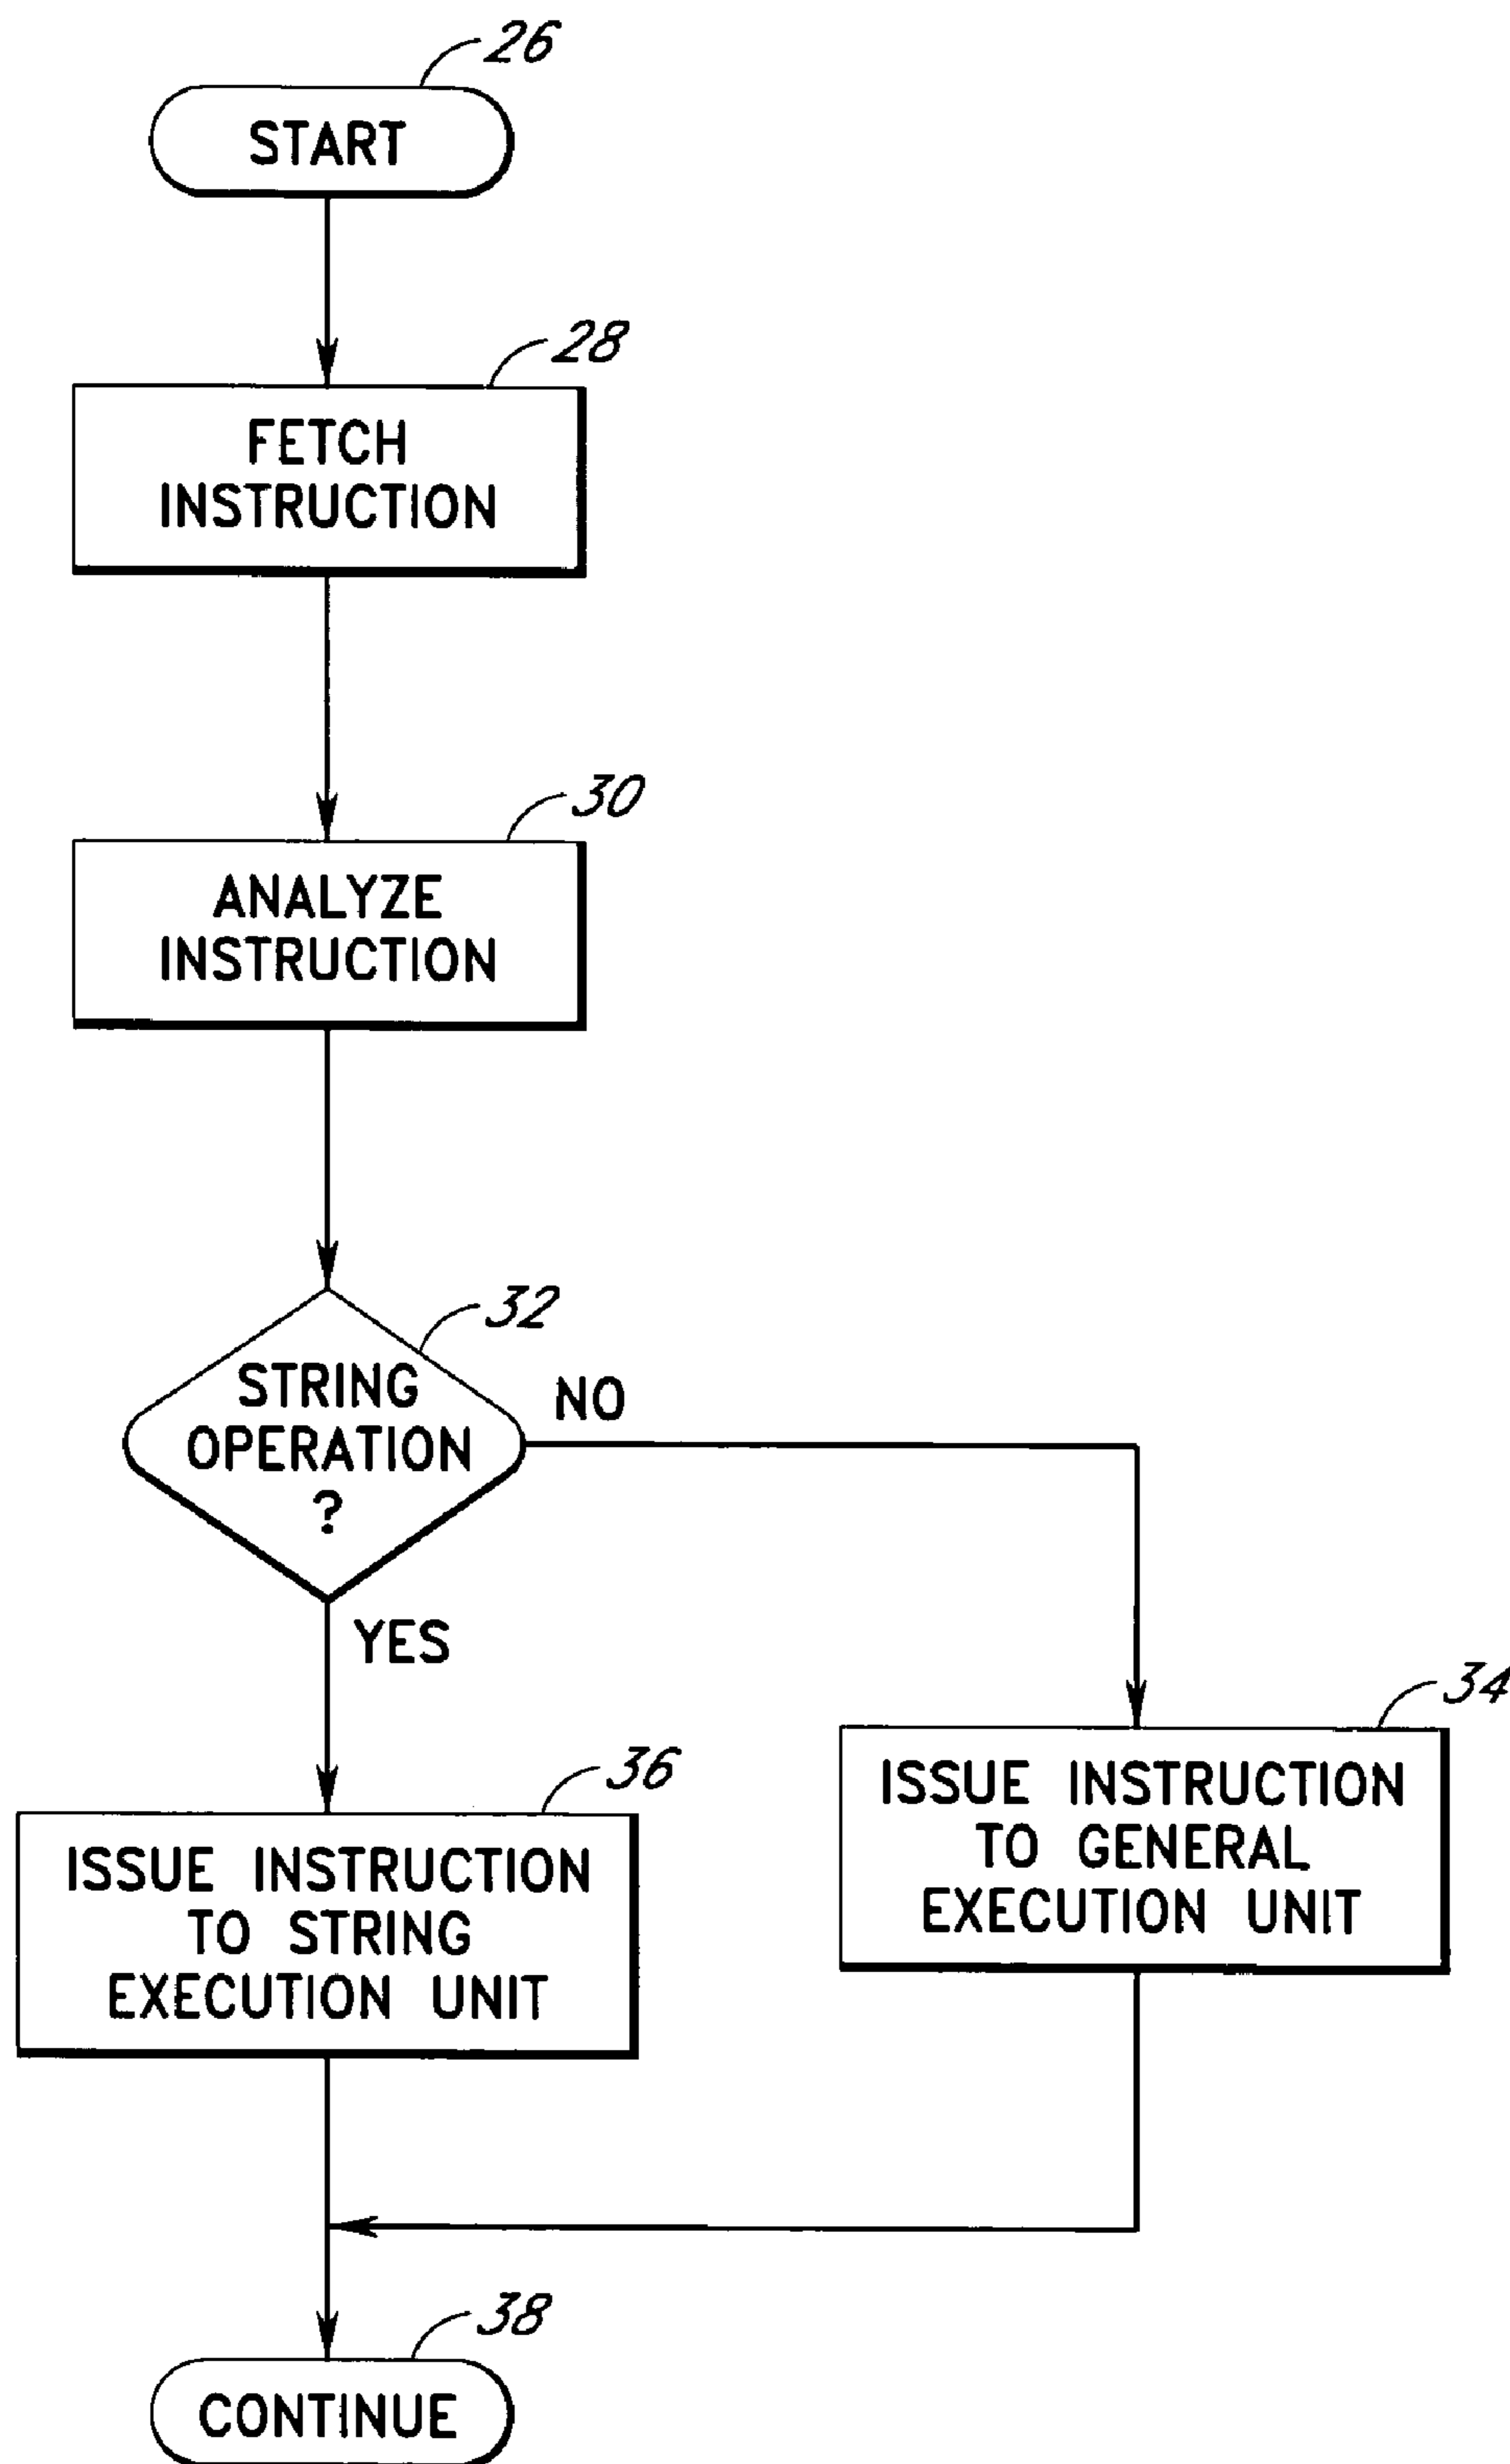 26
START
28
FETCH
INSTRUCTION
30
ANALYZE
INSTRUCTION
32
STRING
OPERATION
?
NO
YES
34
ISSUE INSTRUCTION
TO GENERAL
EXECUTION UNIT
36
ISSUE INSTRUCTION
TO STRING
EXECUTION UNIT
38
CONTINUE